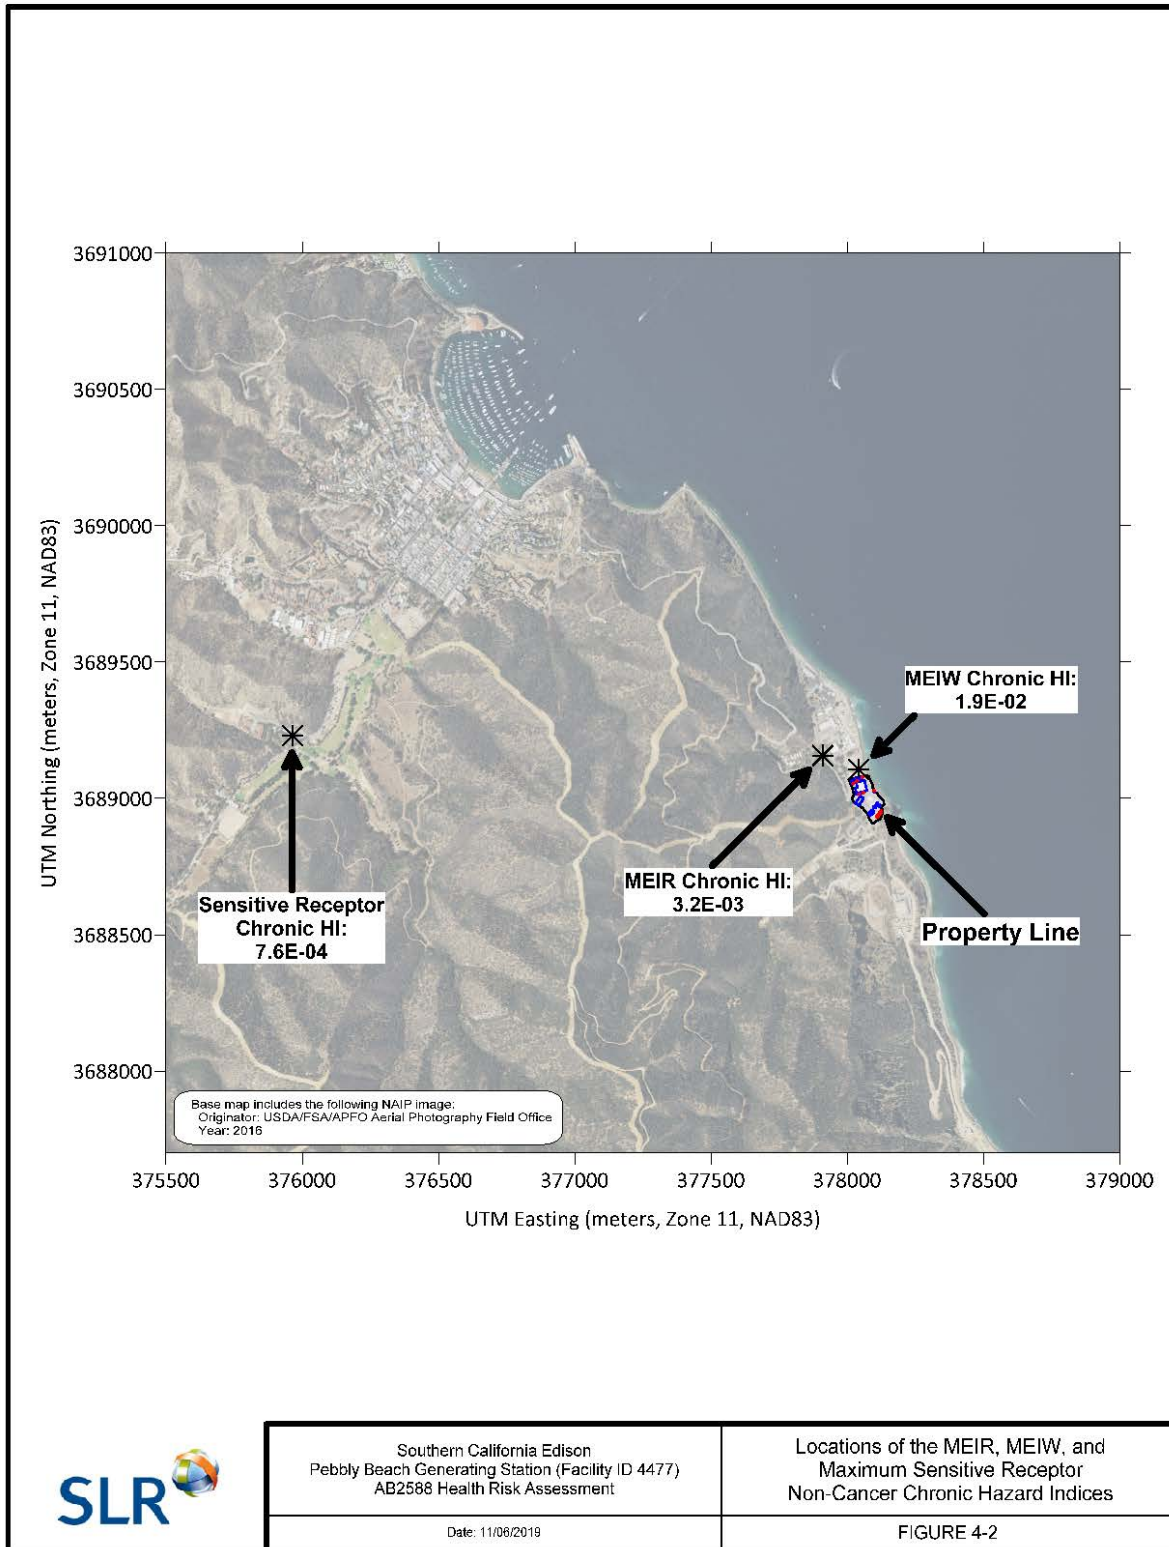 3691000
3690500
3690000
3689500
3689000
3688500
3688000
UTM Northing (meters, Zone 11, NAD83)
MEIW Chronic HI:
1.9E-02
MEIR Chronic HI:
3.2E-03
Sensitive Receptor
Chronic HI:
7.6E-04
Property Line
Base map includes the following NAIP image:
Originator: USDA/FSA/APFO Aerial Photography Field Office
Year: 2016
375500 376000 376500 377000 377500 378000 378500 379000
UTM Easting (meters, Zone 11, NAD83)
SLR
Southern California Edison
Pebbly Beach Generating Station (Facility ID 4477)
AB2588 Health Risk Assessment
Date: 11/06/2019
Locations of the MEIR, MEIW, and
Maximum Sensitive Receptor
Non-Cancer Chronic Hazard Indices
FIGURE 4-2